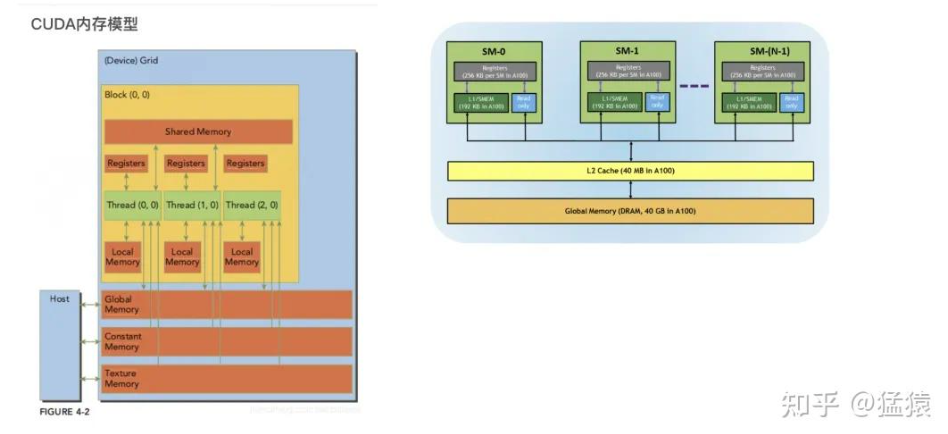 CUDA内存模型
(Device) Grid
Block (0, 0)
Shared Memory
Registers
Registers
Registers
Thread (0, 0)
Thread (1, 0)
Thread (2, 0)
Local
Memory
Local
Memory
Local
Memory
Host
Global
Memory
Constant
Memory
Texture
Memory
FIGURE 4-2
SM-0
Registers
(256 KB per SM in A100)
L1/SMEM
(192 KB in A100)
Read
only
SM-1
Registers
(256 KB per SM in A100)
L1/SMEM
(192 KB in A100)
Read
only
SM-(N-1)
Registers
(256 KB per SM in A100)
L1/SMEM
(192 KB in A100)
Read
only
L2 Cache (40 MB in A100)
Global Memory (DRAM, 40 GB in A100)
知乎 @猛猿